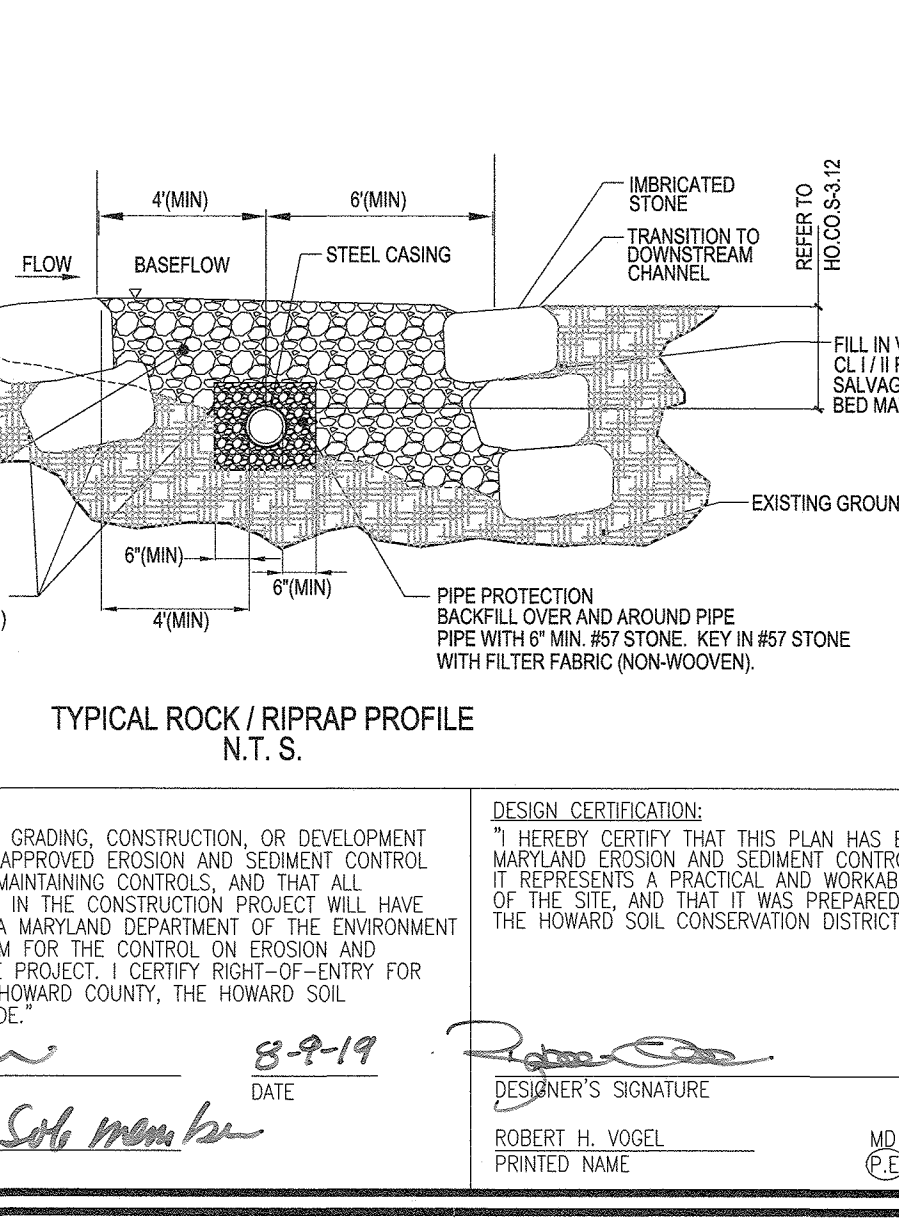 4'(MIN)
6'(MIN)
IMBRICATED
STONE
TRANSITION TO
DOWNSTREAM
CHANNEL
REFER TO
HO.CO.S-3.12
FLOW
BASEFLOW
STEEL CASING
FILL IN V
CL I / II R
SALVAG
BED MA
EXISTING GROUN
6"(MIN)
6"(MIN)
4'(MIN)
)
PIPE PROTECTION
BACKFILL OVER AND AROUND PIPE
PIPE WITH 6" MIN. #57 STONE. KEY IN #57 STONE
WITH FILTER FABRIC (NON-WOOVEN).
TYPICAL ROCK / RIPRAP PROFILE
N.T. S.
GRADING, CONSTRUCTION, OR DEVELOPMENT
APPROVED EROSION AND SEDIMENT CONTROL
MAINTAINING CONTROLS, AND THAT ALL
IN THE CONSTRUCTION PROJECT WILL HAVE
A MARYLAND DEPARTMENT OF THE ENVIRONMENT
M FOR THE CONTROL ON EROSION AND
E PROJECT. I CERTIFY RIGHT-OF-ENTRY FOR
HOWARD COUNTY, THE HOWARD SOIL
DE."
8-9-19
DATE
Sole member
DESIGN CERTIFICATION:
"I HEREBY CERTIFY THAT THIS PLAN HAS B
MARYLAND EROSION AND SEDIMENT CONTRO
IT REPRESENTS A PRACTICAL AND WORKAB
OF THE SITE, AND THAT IT WAS PREPARED
THE HOWARD SOIL CONSERVATION DISTRICT
DESIGNER'S SIGNATURE
ROBERT H. VOGEL
MD
PRINTED NAME
P.E